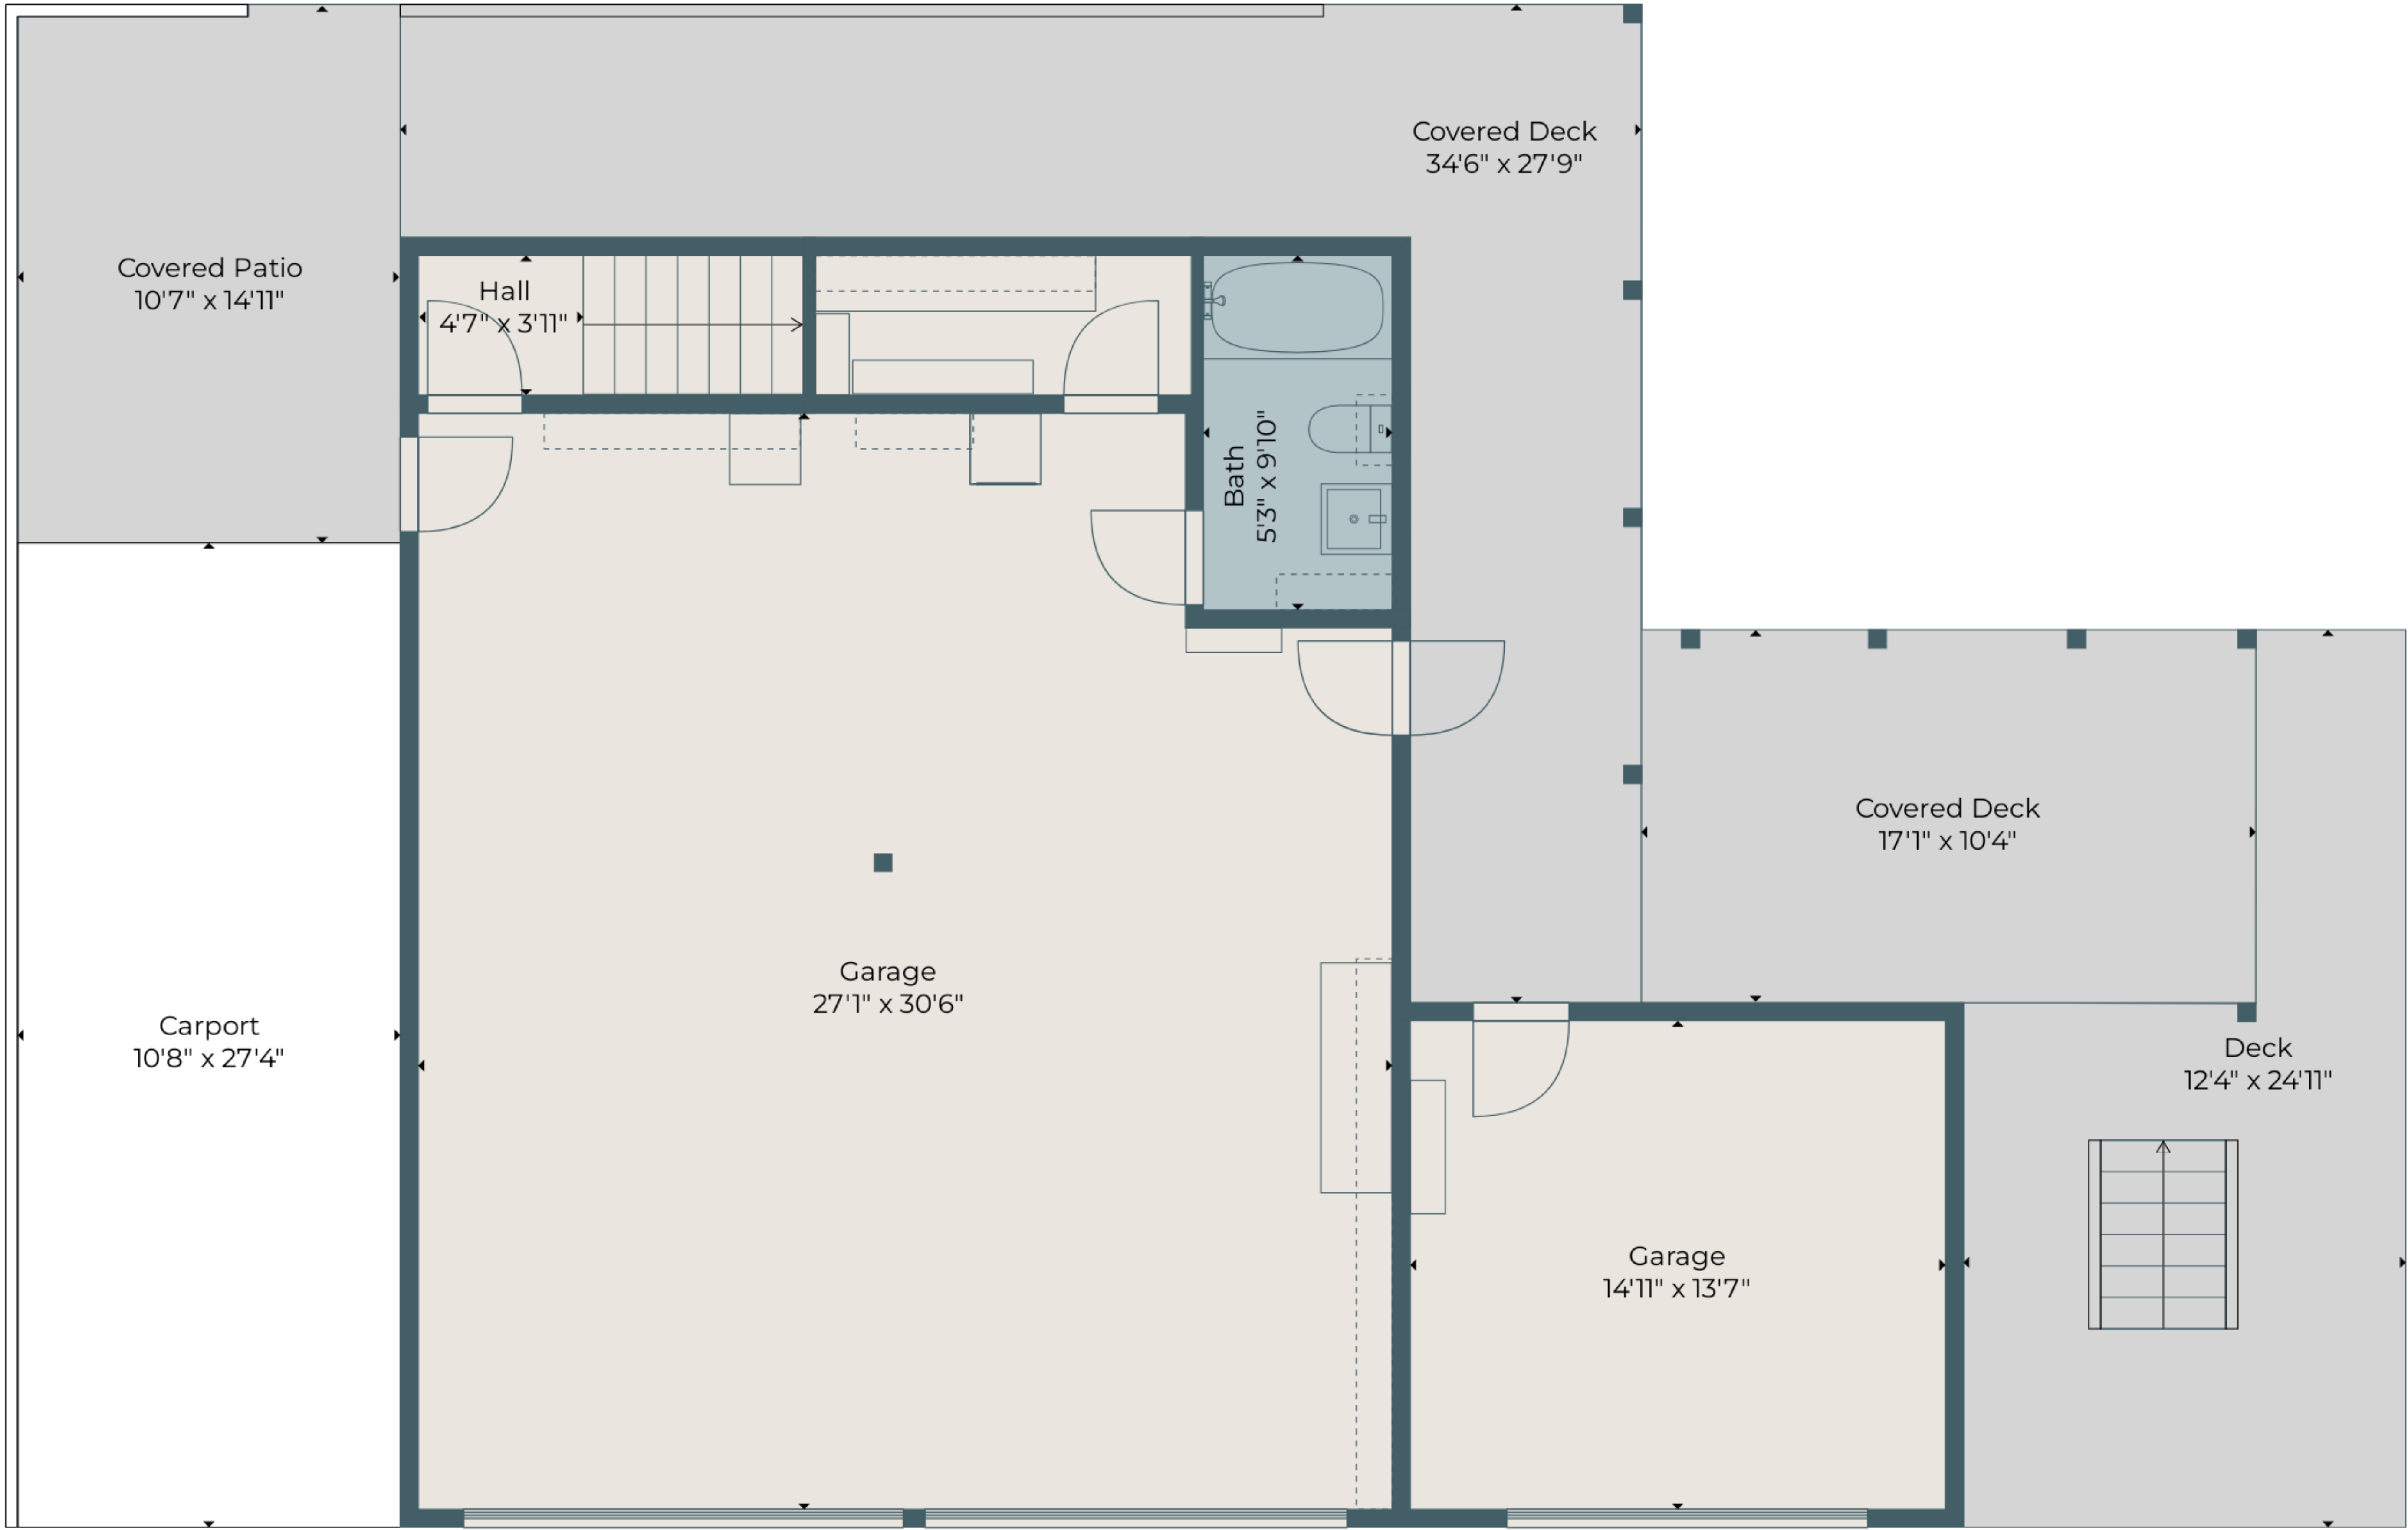 Covered Deck
34'6" x 27'9"
Covered Patio
10'7" x 14'11"
Hall
4'7" x 3'11"
Bath
5'3" x 9'10"
Covered Deck
17'1" x 10'4"
Garage
27'1" x 30'6"
Carport
10'8" x 27'4"
Deck
12'4" x 24'11"
Garage
14'11" x 13'7"